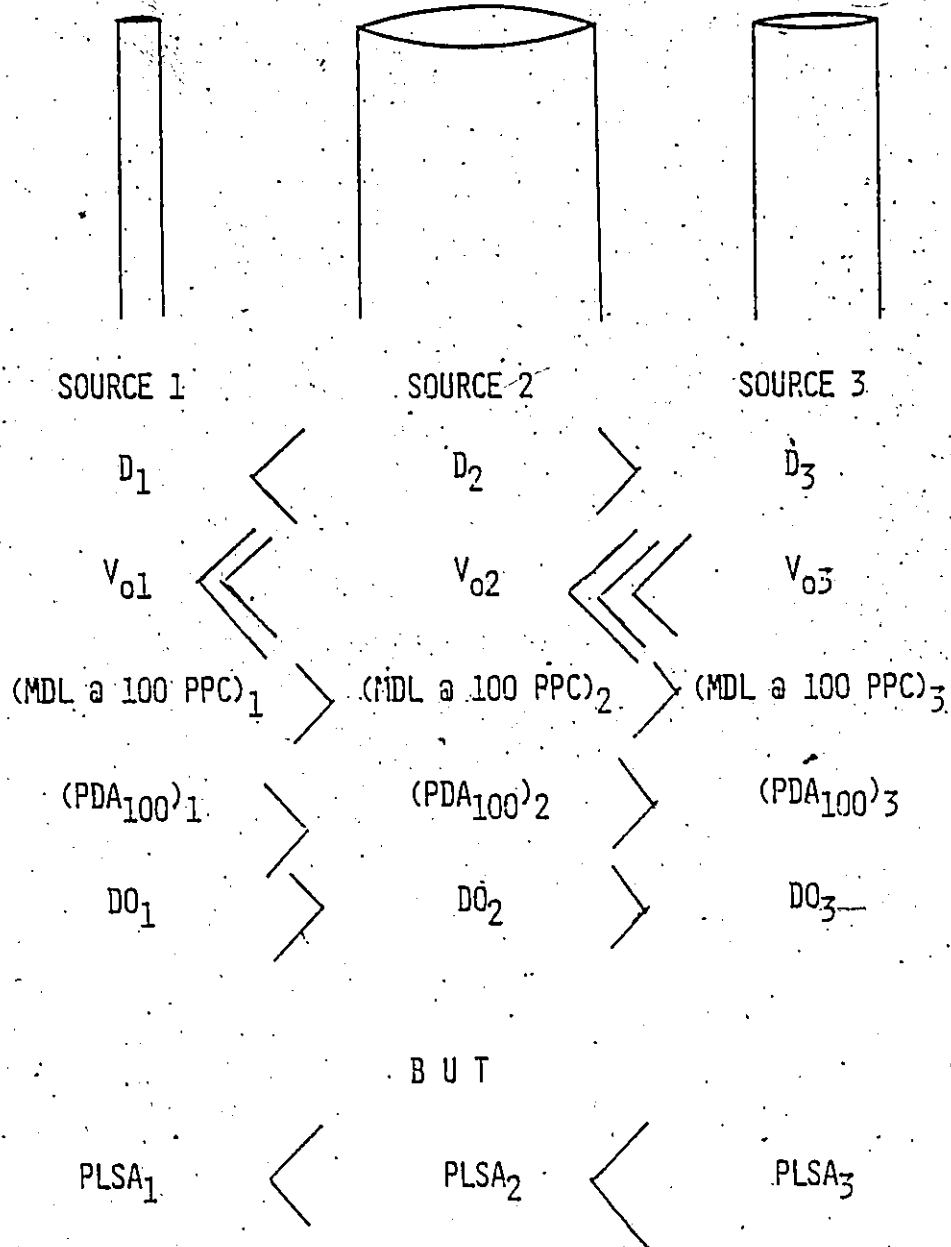 SOURCE 1 SOURCE 2 SOURCE 3
D1 < D2 > D3
Vo1 << Vo2 <<< Vo3
(MDL @ 100 PPC)1 > (MDL @ 100 PPC)2 > (MDL @ 100 PPC)3
(PDA100)1 > (PDA100)2 > (PDA100)3
DO1 > DO2 > DO3
BUT
PLSA1 < PLSA2 < PLSA3